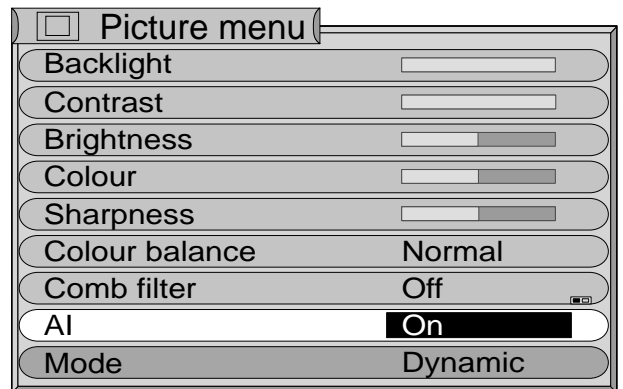 Picture menu
Backlight
Contrast
Brightness
Colour
Sharpness
Colour balance Normal
Comb filter Off
AI On
Mode Dynamic